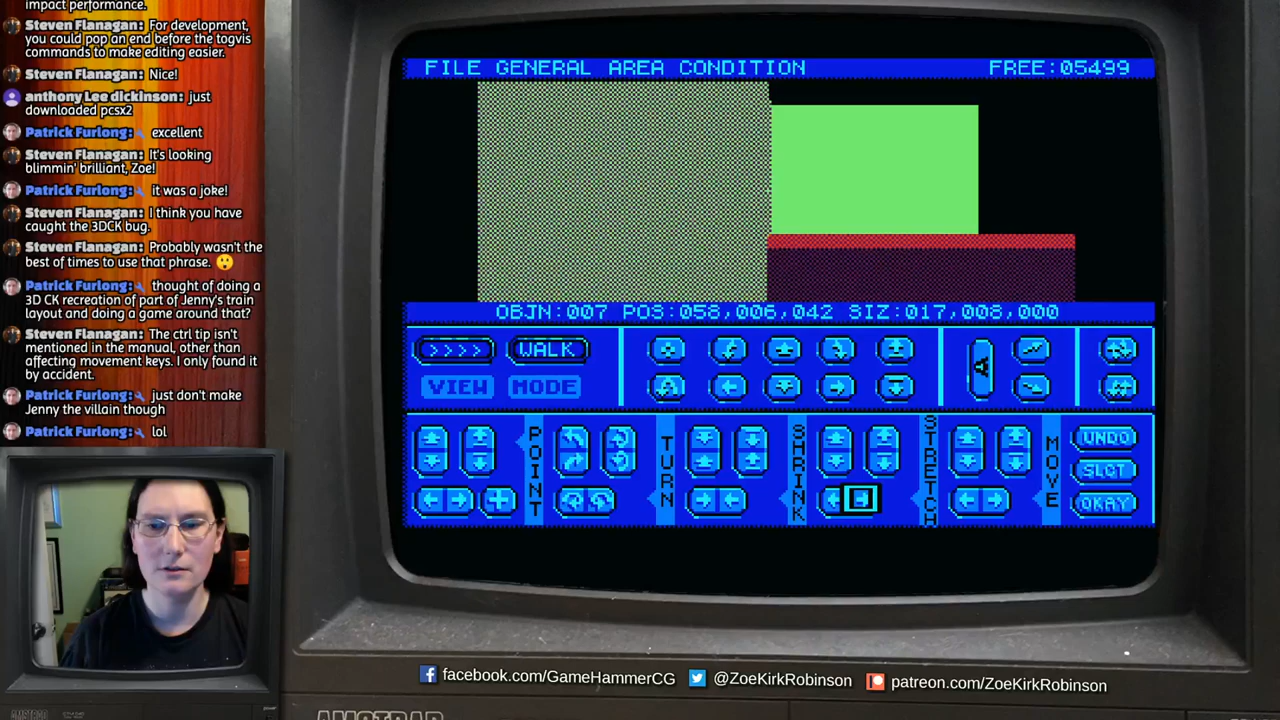 impact performance.
Steven Flanagan: For development,
you could pop an end before the togvis
commands to make editing easier.
Steven Flanagan: Nice!
anthony Lee dickinson: just
downloaded pcsx2
Patrick Furlong: excellent
Steven Flanagan: It's looking
blimmin' brilliant, Zoe!
Patrick Furlong: it was a joke!
Steven Flanagan: I think you have
caught the 3DCK bug.
Steven Flanagan: Probably wasn't the
best of times to use that phrase. 😲
Patrick Furlong: thought of doing a
3D CK recreation of part of Jenny's train
layout and doing a game around that?
Steven Flanagan: The ctrl tip isn't
mentioned in the manual, other than
affecting movement keys. I only found it
by accident.
Patrick Furlong: just don't make
Jenny the villain though
Patrick Furlong: lol
FILE GENERAL AREA CONDITION FREE:05499
OBJN:007 POS:058,006,042 SIZ:017,008,000
>>>> WALK
VIEW MODE
A
POINT
TURN
SHRINK
STRETCH
MOVE
UNDO
SLCT
OKAY
facebook.com/GameHammerCG @ZoeKirkRobinson patreon.com/ZoeKirkRobinson